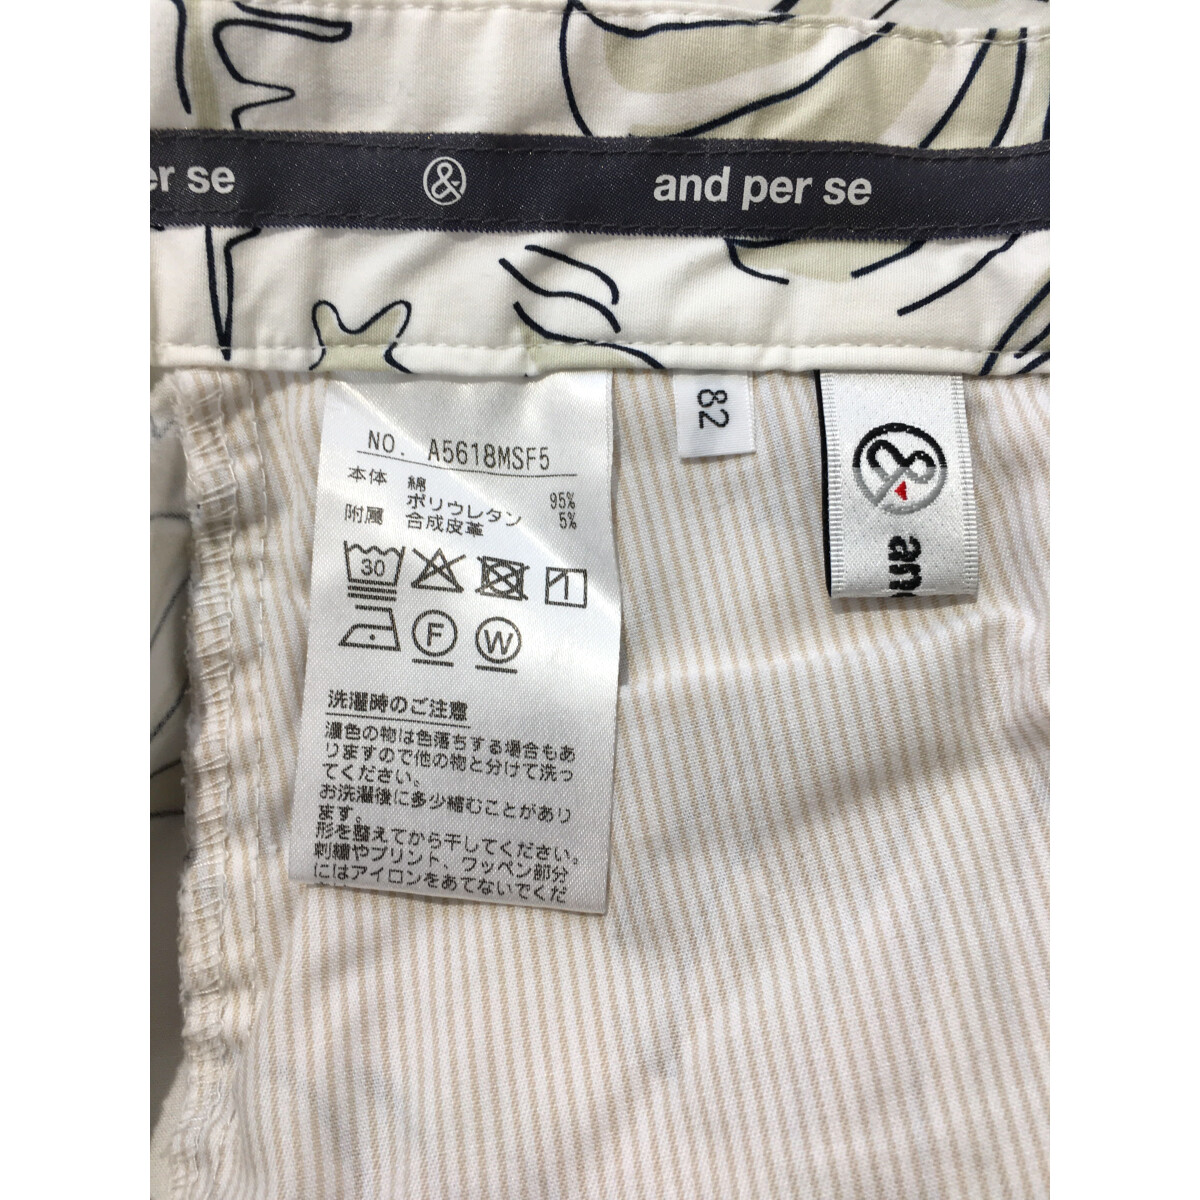 er se & and per se
82
&
an
NO. A5618MSF5
本体 綿 95%
ポリウレタン 5%
附属 合成皮革
30
F W
洗濯時のご注意
濃色の物は色落ちする場合もあ
りますので他の物と分けて洗っ
てください。
お洗濯後に多少縮むことがあり
ます。
形を整えてから干してください。
刺繍やプリント、ワッペン部分
にはアイロンをあてないでくだ